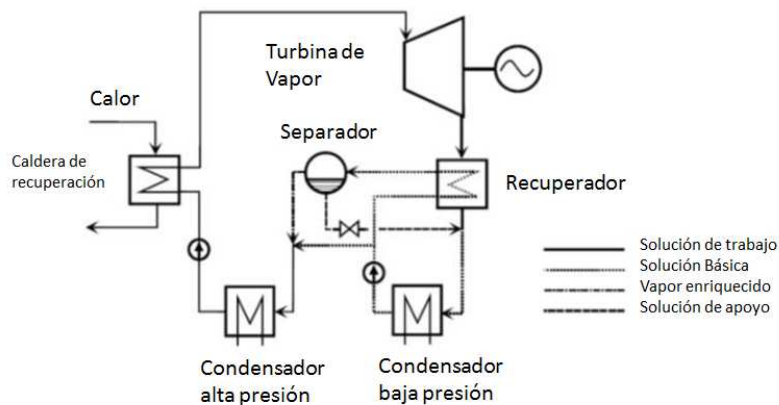 Turbina de
Vapor
Calor
Separador
Caldera de
recuperación
Recuperador
Solución de trabajo
Solución Básica
Vapor enriquecido
Solución de apoyo
Condensador
alta presión
Condensador
baja presión